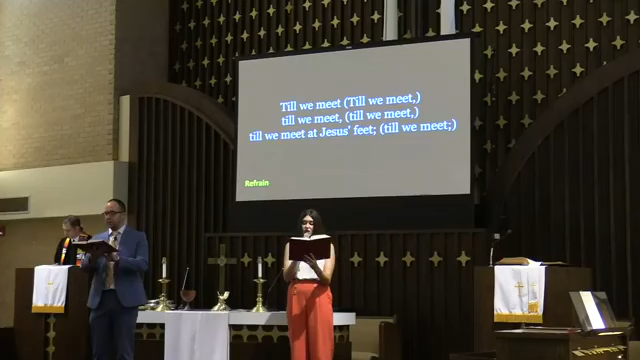 Till we meet (Till we meet,)
till we meet, (till we meet,)
till we meet at Jesus' feet; (till we meet;)
Refrain